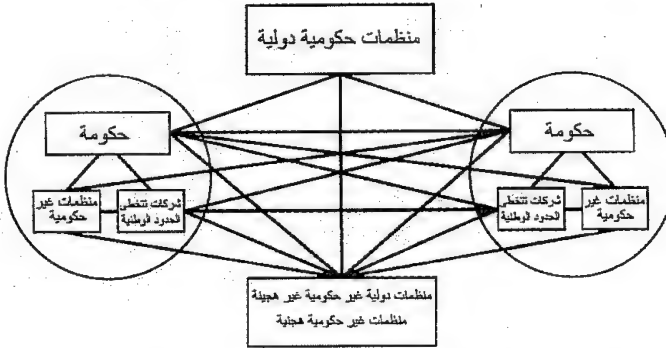 منظمات حكومية دولية
حكومة
حكومة
شركات تتخطى
الحدود الوطنية
منظمات غير
حكومية
منظمات غير
حكومية
شركات تتخطى
الحدود الوطنية
منظمات دولية غير حكومية غير هجينة
منظمات غير حكومية هجنية